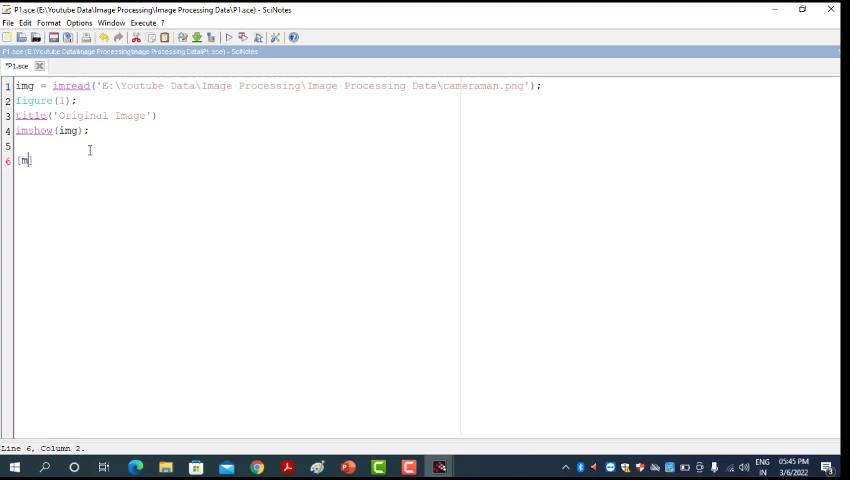 P1.sce (E:\Youtube Data\Image Processing\Image Processing Data\P1.sce) - SciNotes
File Edit Format Options Window Execute ?
P1.sce (E:\Youtube Data\Image Processing\Image Processing Data\P1.sce) - SciNotes
*P1.sce
1 img = imread('E:\Youtube Data\Image Processing\Image Processing Data\cameraman.png');
2 figure(1);
3 title('Original Image')
4 imshow(img);
5
6 [m]
Line 6, Column 2.
ENG
IN
05:45 PM
3/6/2022
3